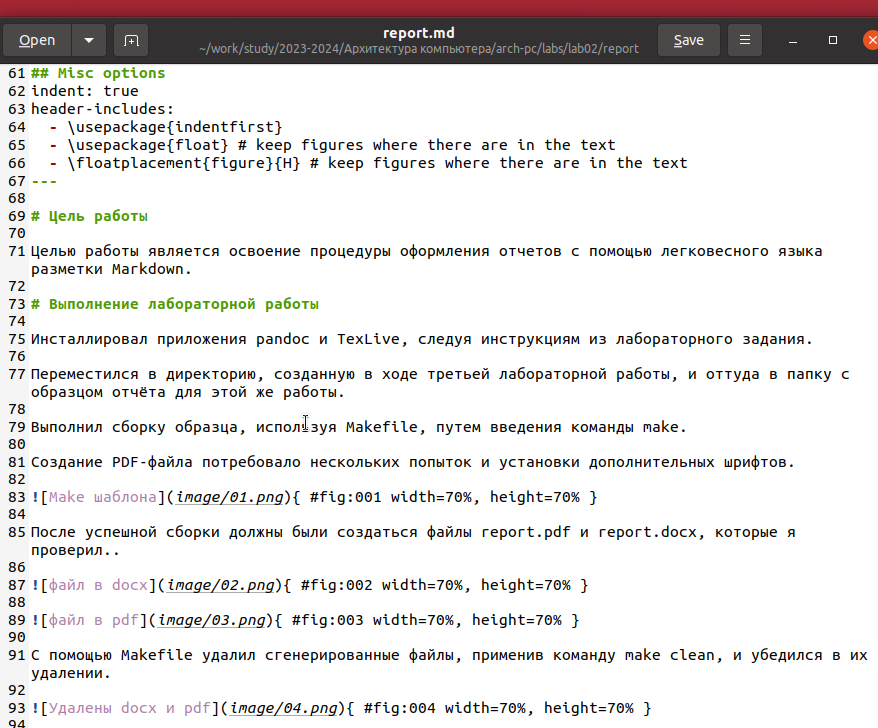 Open
report.md
~/work/study/2023-2024/Архитектура компьютера/arch-pc/labs/lab02/report
Save
61 ## Misc options
62 indent: true
63 header-includes:
64   - \usepackage{indentfirst}
65   - \usepackage{float} # keep figures where there are in the text
66   - \floatplacement{figure}{H} # keep figures where there are in the text
67 ---
68
69 # Цель работы
70
71 Целью работы является освоение процедуры оформления отчетов с помощью легковесного языка
разметки Markdown.
72
73 # Выполнение лабораторной работы
74
75 Инсталлировал приложения pandoc и TexLive, следуя инструкциям из лабораторного задания.
76
77 Переместился в директорию, созданную в ходе третьей лабораторной работы, и оттуда в папку с
образцом отчёта для этой же работы.
78
79 Выполнил сборку образца, используя Makefile, путем введения команды make.
80
81 Создание PDF-файла потребовало нескольких попыток и установки дополнительных шрифтов.
82
83 ![Make шаблона](image/01.png){ #fig:001 width=70%, height=70% }
84
85 После успешной сборки должны были создаться файлы report.pdf и report.docx, которые я
проверил..
86
87 ![файл в docx](image/02.png){ #fig:002 width=70%, height=70% }
88
89 ![файл в pdf](image/03.png){ #fig:003 width=70%, height=70% }
90
91 С помощью Makefile удалил сгенерированные файлы, применив команду make clean, и убедился в их
удалении.
92
93 ![Удалены docx и pdf](image/04.png){ #fig:004 width=70%, height=70% }
94